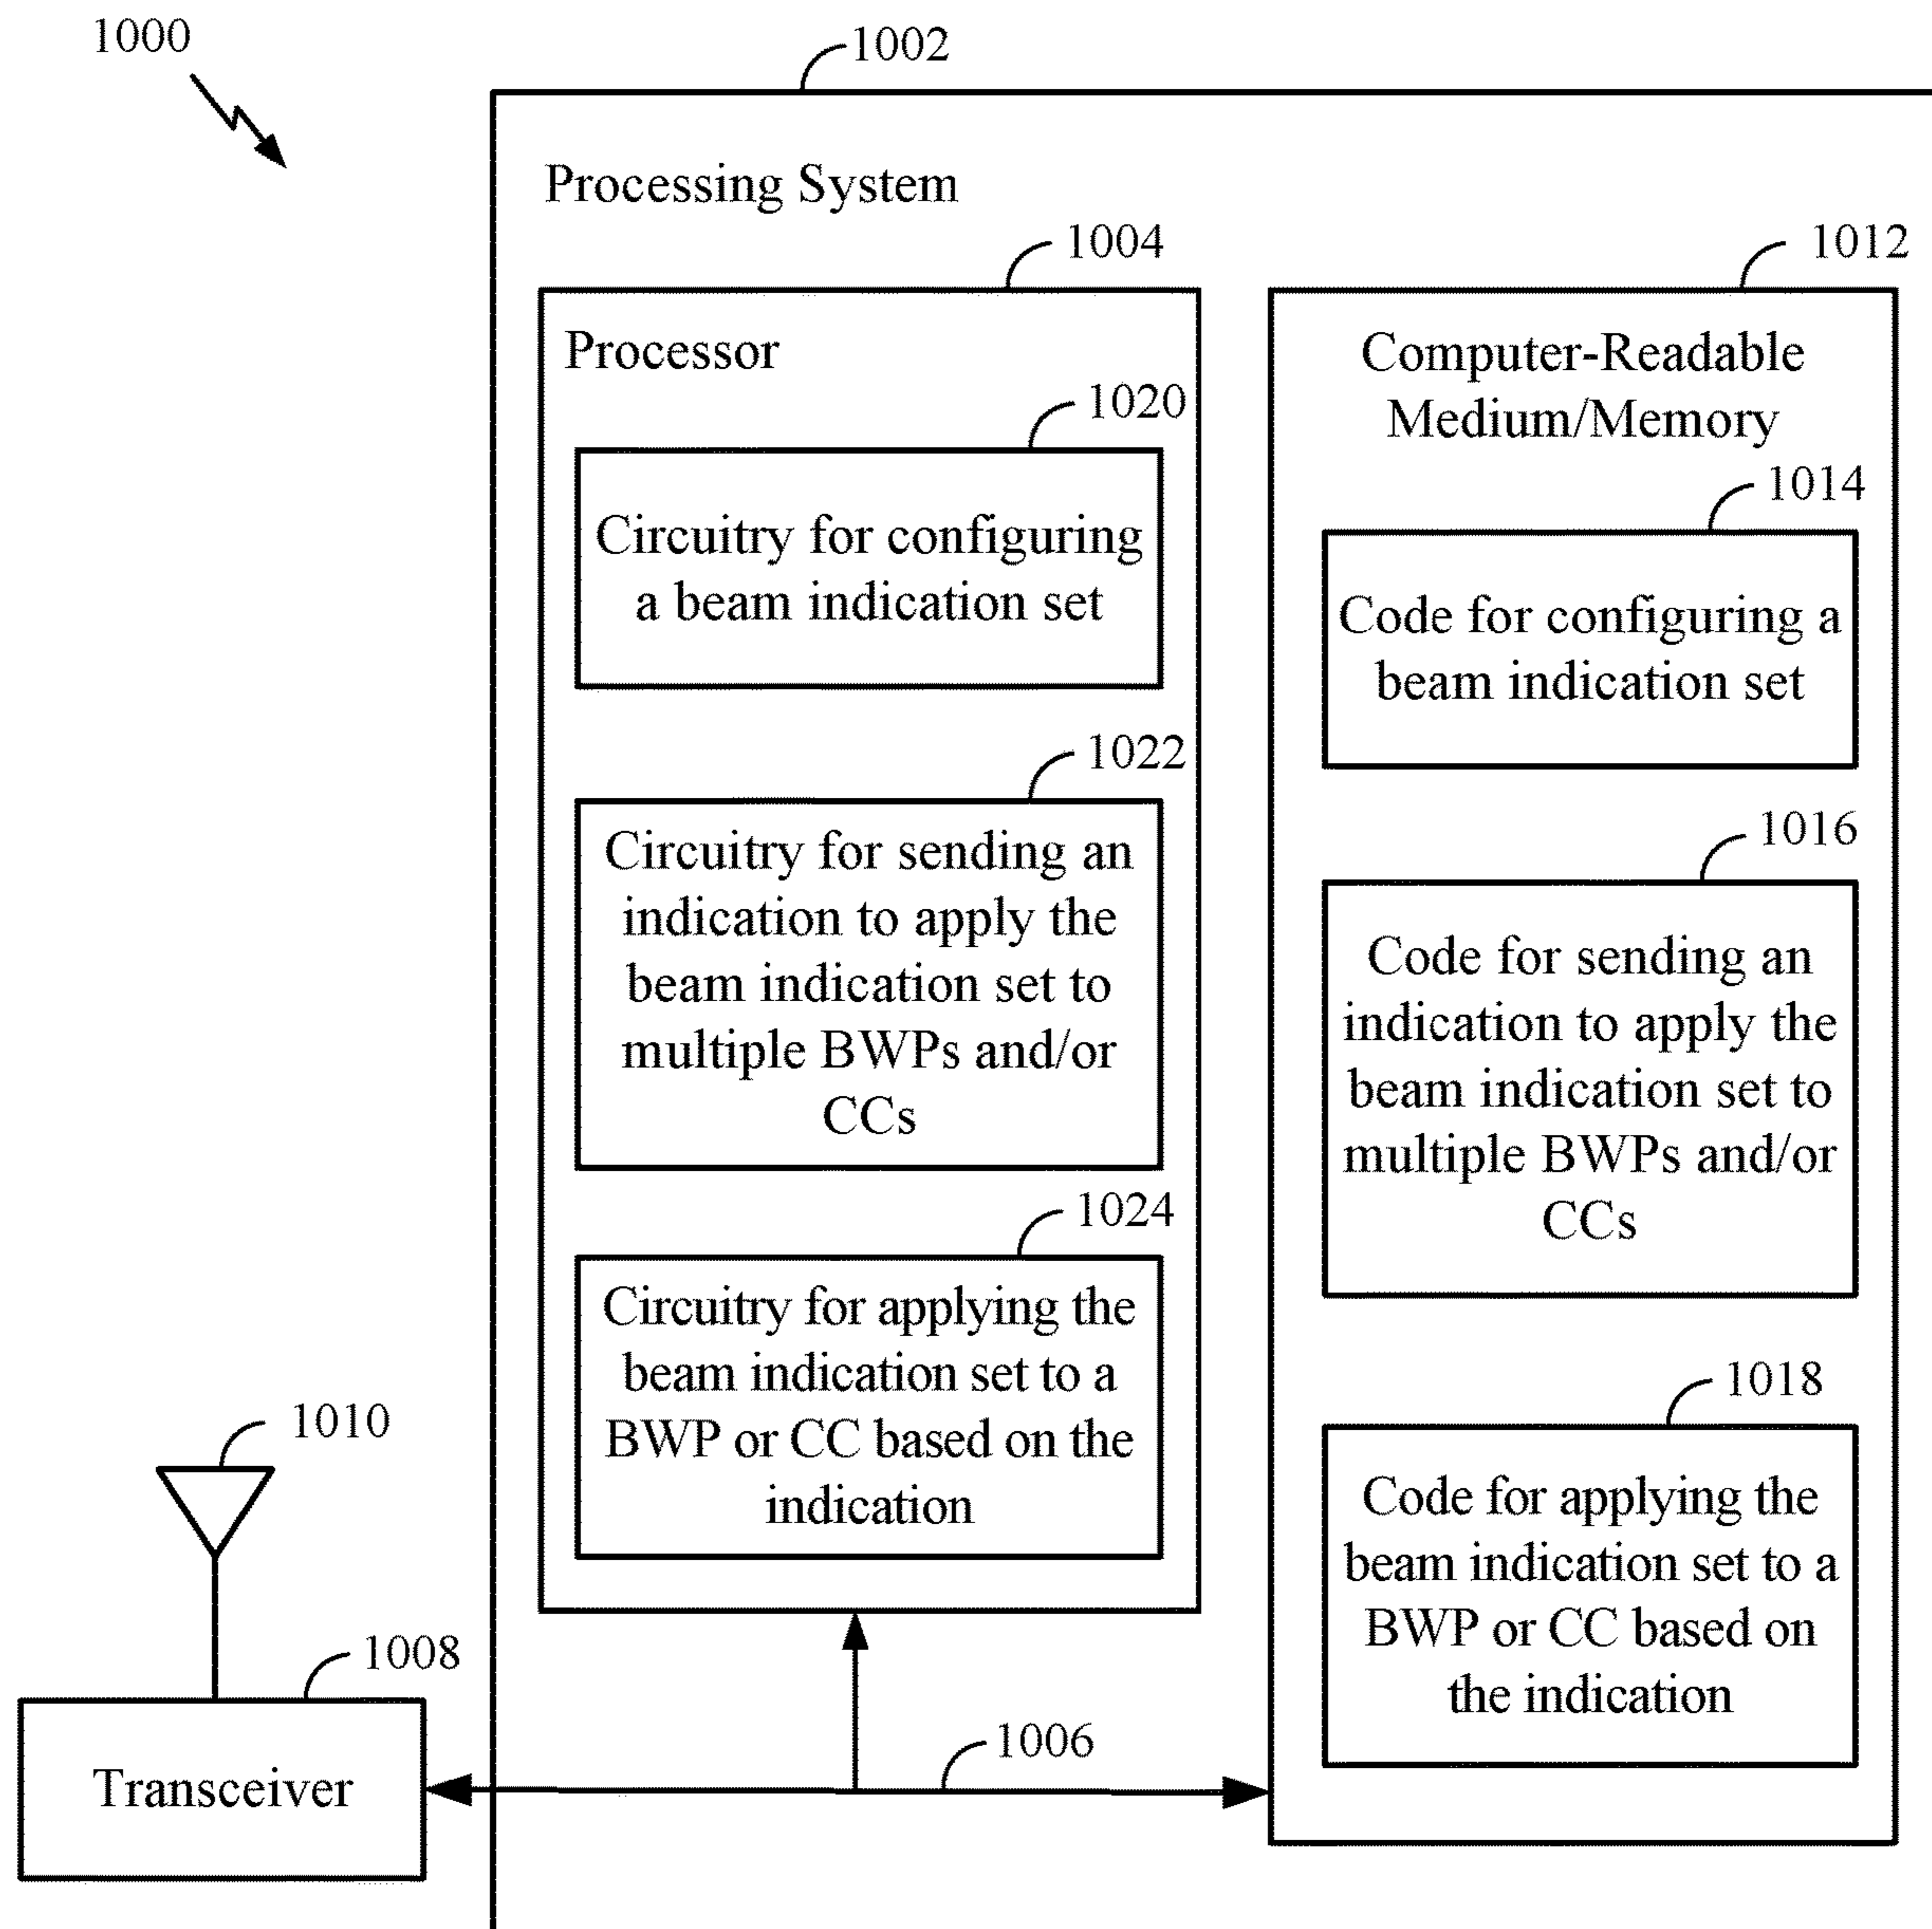 1000
1002
Processing System
1004
Processor
1020
Circuitry for configuring
a beam indication set
1022
Circuitry for sending an
indication to apply the
beam indication set to
multiple BWPs and/or
CCs
1024
Circuitry for applying the
beam indication set to a
BWP or CC based on the
indication
1012
Computer-Readable
Medium/Memory
1014
Code for configuring a
beam indication set
1016
Code for sending an
indication to apply the
beam indication set to
multiple BWPs and/or
CCs
1018
Code for applying the
beam indication set to a
BWP or CC based on
the indication
1010
1008
Transceiver
1006